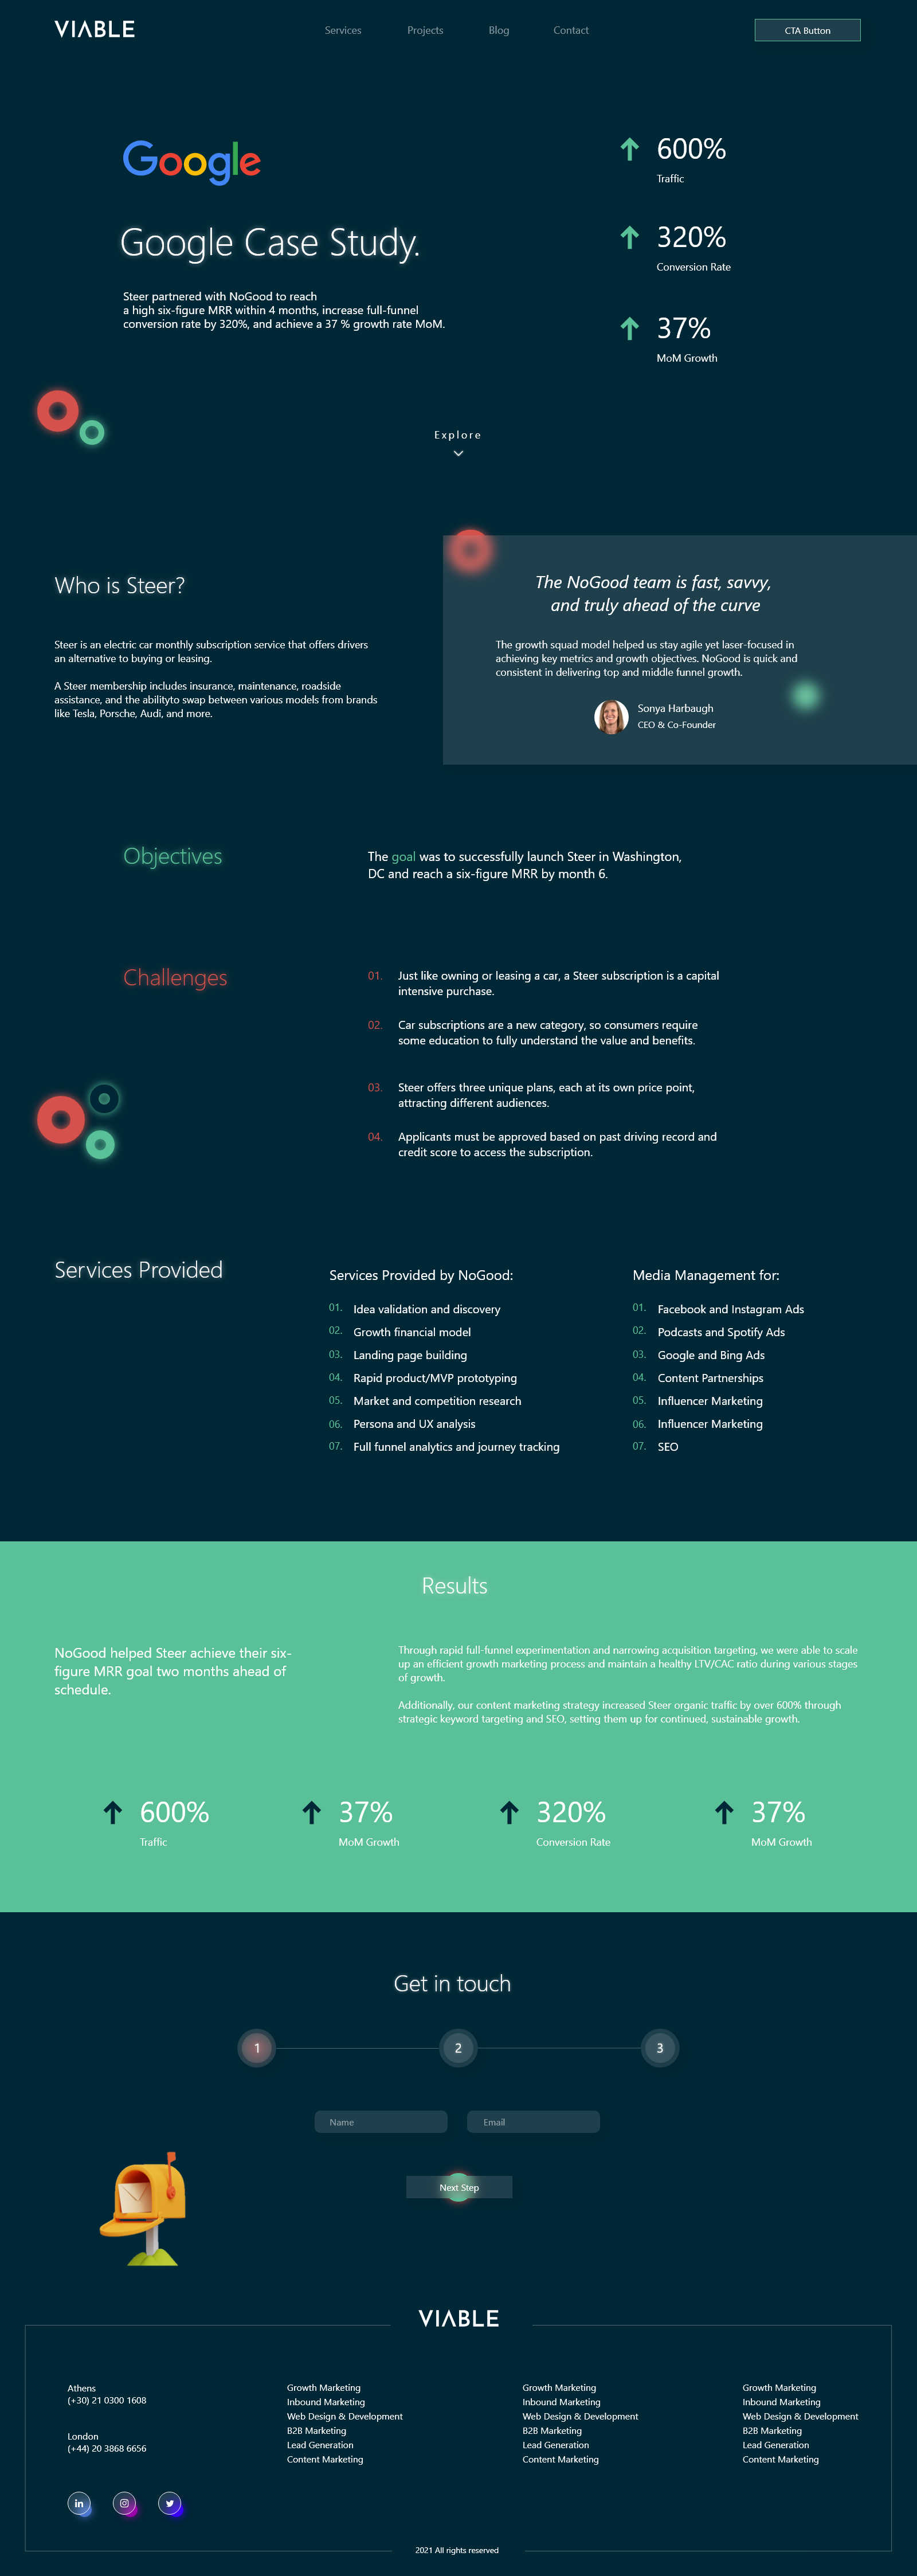 VIABLE
Services
Projects
Blog
Contact
CTA Button
Google
Google Case Study.
Steer partnered with NoGood to reach
a high six-figure MRR within 4 months, increase full-funnel
conversion rate by 320%, and achieve a 37 % growth rate MoM.
600%
Traffic
320%
Conversion Rate
37%
MoM Growth
Explore
Who is Steer?
Steer is an electric car monthly subscription service that offers drivers
an alternative to buying or leasing.
A Steer membership includes insurance, maintenance, roadside
assistance, and the abilityto swap between various models from brands
like Tesla, Porsche, Audi, and more.
The NoGood team is fast, savvy,
and truly ahead of the curve
The growth squad model helped us stay agile yet laser-focused in
achieving key metrics and growth objectives. NoGood is quick and
consistent in delivering top and middle funnel growth.
Sonya Harbaugh
CEO & Co-Founder
Objectives
The goal was to successfully launch Steer in Washington,
DC and reach a six-figure MRR by month 6.
Challenges
01. Just like owning or leasing a car, a Steer subscription is a capital
intensive purchase.
02. Car subscriptions are a new category, so consumers require
some education to fully understand the value and benefits.
03. Steer offers three unique plans, each at its own price point,
attracting different audiences.
04. Applicants must be approved based on past driving record and
credit score to access the subscription.
Services Provided
Services Provided by NoGood:
01. Idea validation and discovery
02. Growth financial model
03. Landing page building
04. Rapid product/MVP prototyping
05. Market and competition research
06. Persona and UX analysis
07. Full funnel analytics and journey tracking
Media Management for:
01. Facebook and Instagram Ads
02. Podcasts and Spotify Ads
03. Google and Bing Ads
04. Content Partnerships
05. Influencer Marketing
06. Influencer Marketing
07. SEO
Results
NoGood helped Steer achieve their six-
figure MRR goal two months ahead of
schedule.
Through rapid full-funnel experimentation and narrowing acquisition targeting, we were able to scale
up an efficient growth marketing process and maintain a healthy LTV/CAC ratio during various stages
of growth.
Additionally, our content marketing strategy increased Steer organic traffic by over 600% through
strategic keyword targeting and SEO, setting them up for continued, sustainable growth.
600%
Traffic
37%
MoM Growth
320%
Conversion Rate
37%
MoM Growth
Get in touch
1
2
3
Name
Email
Next Step
VIABLE
Athens
(+30) 21 0300 1608
London
(+44) 20 3868 6656
in
Growth Marketing
Inbound Marketing
Web Design & Development
B2B Marketing
Lead Generation
Content Marketing
Growth Marketing
Inbound Marketing
Web Design & Development
B2B Marketing
Lead Generation
Content Marketing
Growth Marketing
Inbound Marketing
Web Design & Development
B2B Marketing
Lead Generation
Content Marketing
2021 All rights reserved